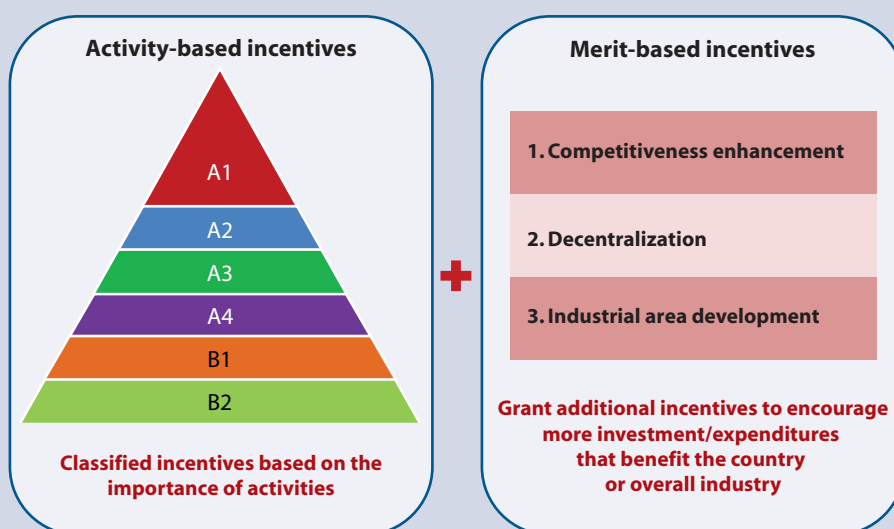 Activity-based incentives
A1
A2
A3
A4
B1
B2
Classified incentives based on the
importance of activities
+
Merit-based incentives
1. Competitiveness enhancement
2. Decentralization
3. Industrial area development
Grant additional incentives to encourage
more investment/expenditures
that benefit the country
or overall industry